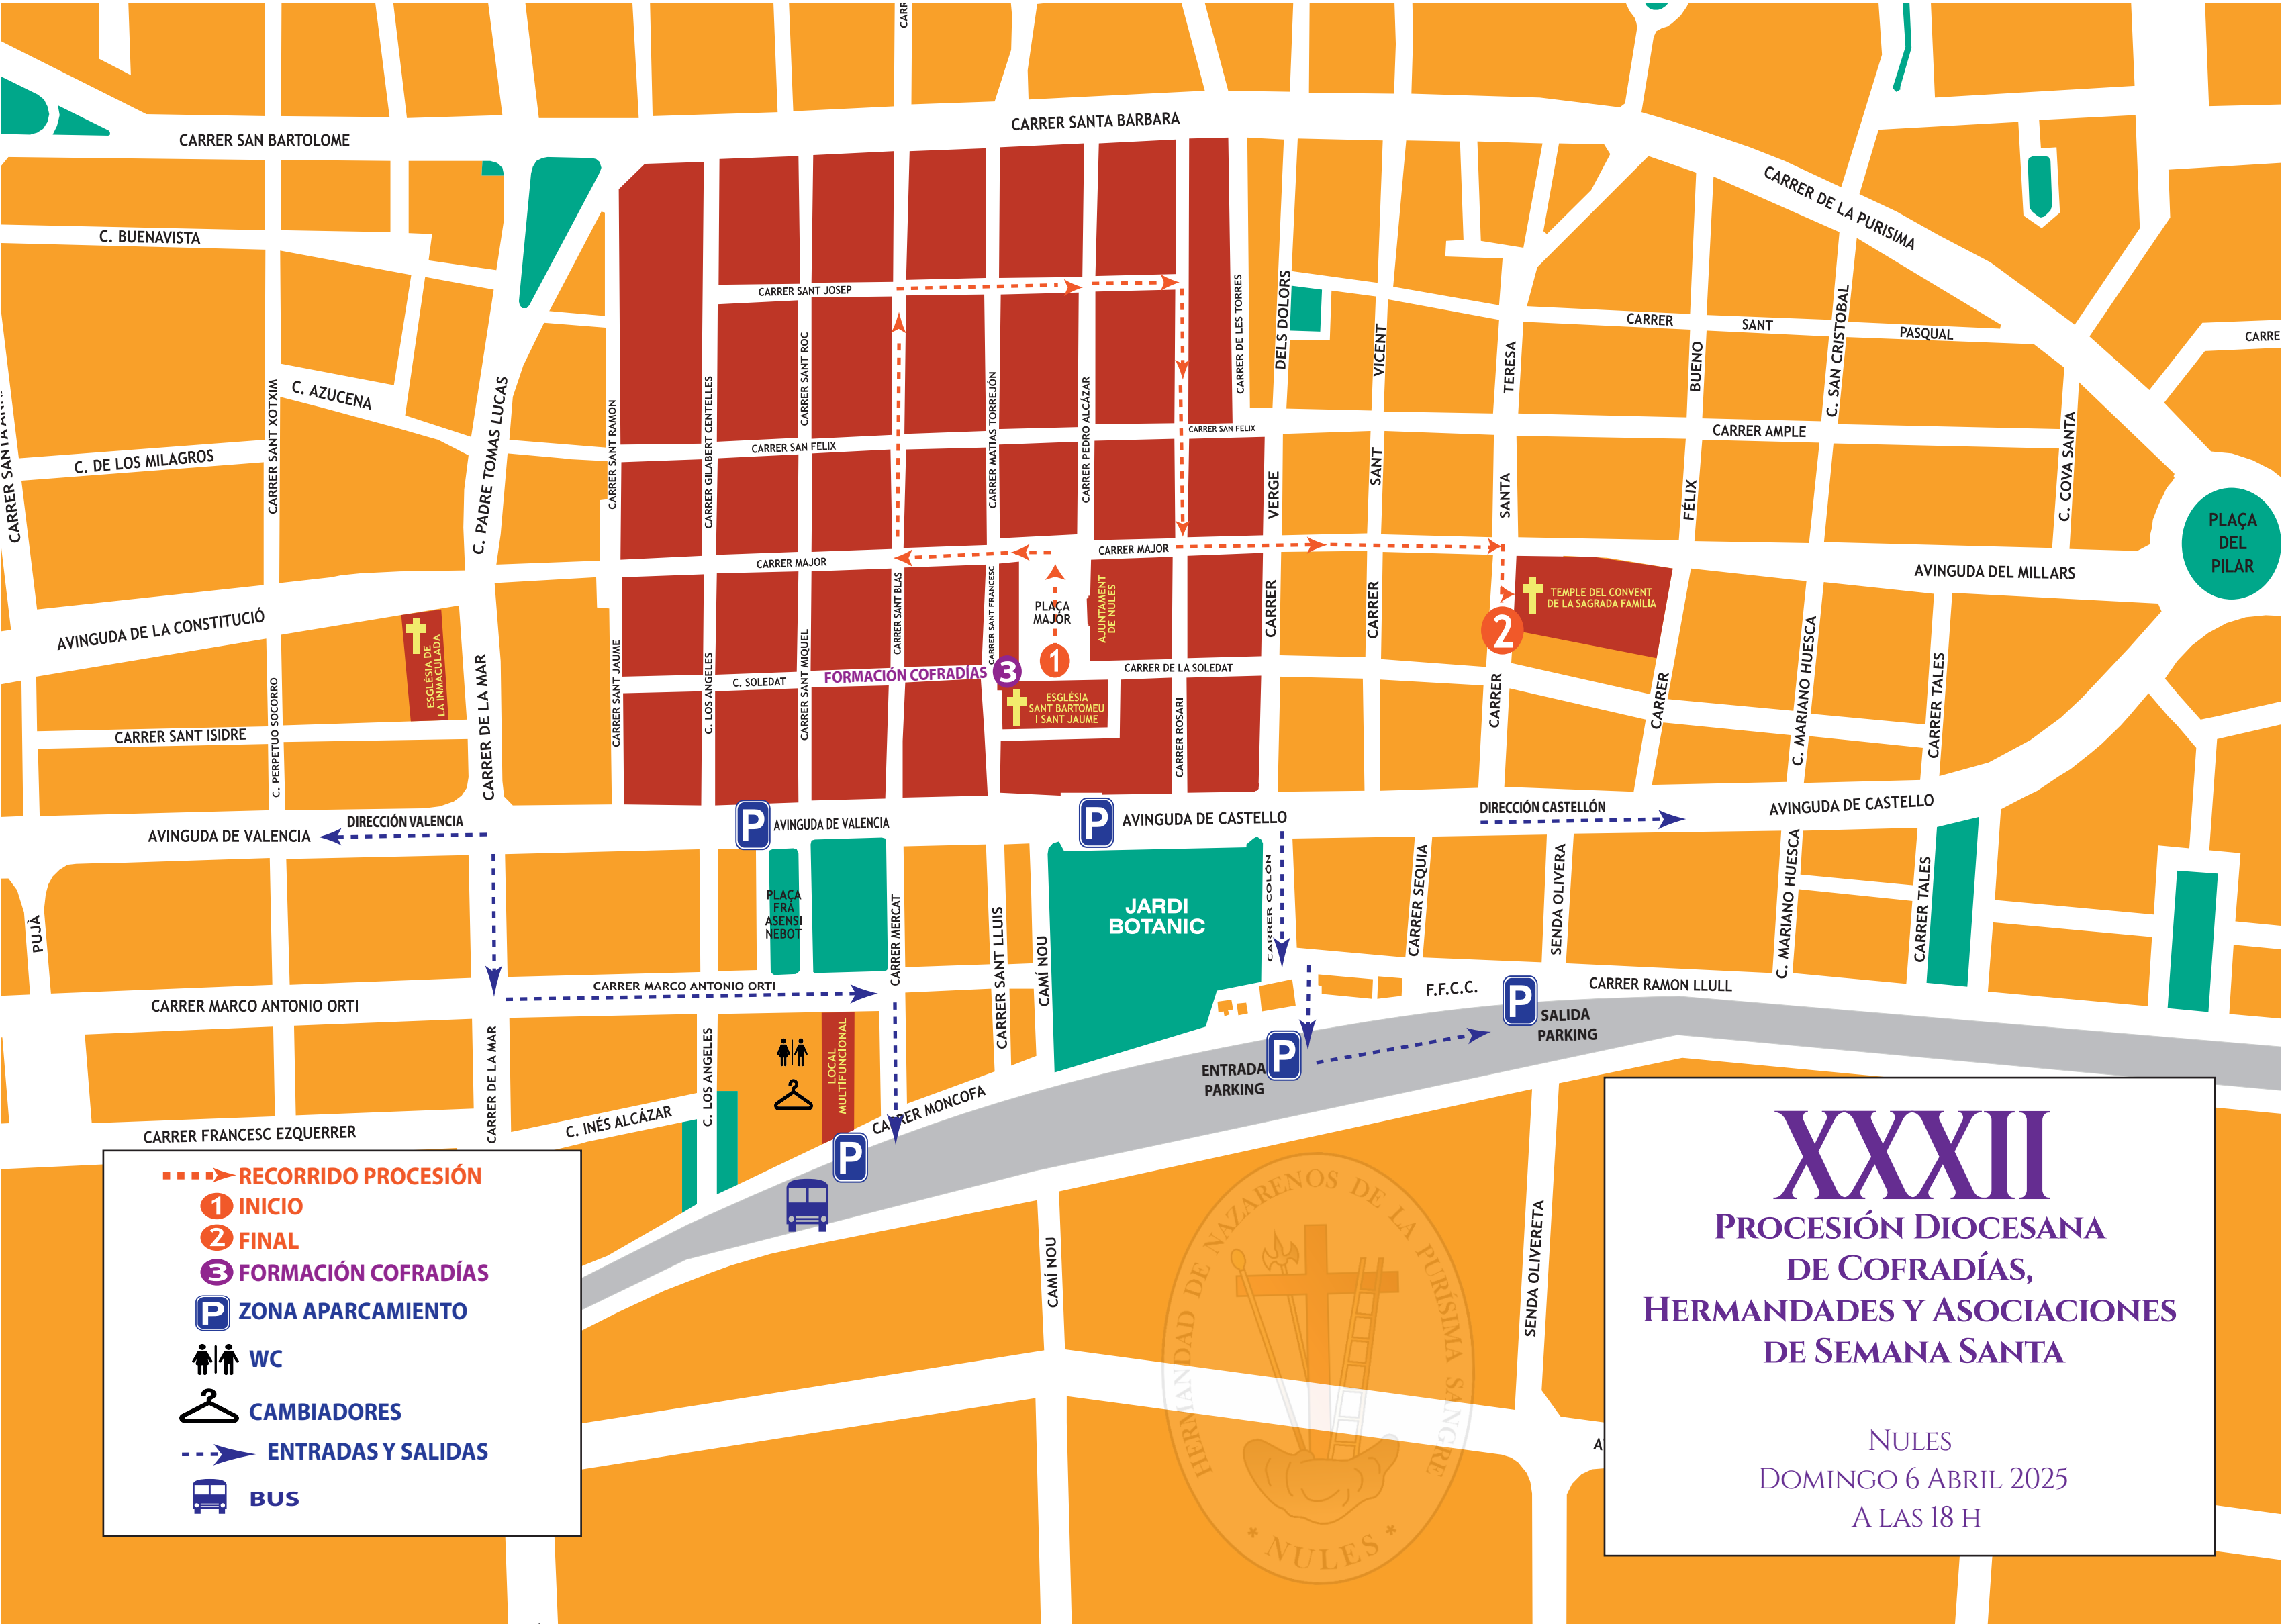 CARRER SAN BARTOLOME
CARRER SANTA BARBARA
CARRER DE LA PURISIMA
C. BUENAVISTA
CARRER SANT JOSEP
CARRER SANT PASQUAL
CARRE
C. AZUCENA
C. DE LOS MILAGROS
CARRER SANT XOTXIM
C. PADRE TOMAS LUCAS
CARRER SANT RAMON
CARRER GILABERT CENTELLES
CARRER SANT ROC
CARRER MATIAS TORREJÓN
CARRER PEDRO ALCÁZAR
CARRER DE LES TORRES
CARRER VERGE DELS DOLORS
CARRER SANT VICENT
CARRER SANTA TERESA
CARRER FÉLIX BUENO
C. SAN CRISTOBAL
C. COVA SANTA
CARRER SAN FELIX
CARRER SAN FELIX
CARRER AMPLE
PLAÇA
DEL
PILAR
CARRER MAJOR
CARRER MAJOR
AVINGUDA DEL MILLARS
AVINGUDA DE LA CONSTITUCIÓ
ESGLÉSIA DE
LA INMACULADA
CARRER DE LA MAR
C. PERPETUO SOCORRO
CARRER SANT ISIDRE
CARRER SANT JAUME
C. LOS ANGELES
CARRER SANT MIQUEL
CARRER SANT BLAS
CARRER SANT FRANCESC
PLAÇA
MAJOR
AJUNTAMENT
DE NULES
1
2
3
TEMPLE DEL CONVENT
DE LA SAGRADA FAMILIA
C. SOLEDAT
FORMACIÓN COFRADÍAS
CARRER DE LA SOLEDAT
ESGLÉSIA
SANT BARTOMEU
I SANT JAUME
CARRER ROSARI
C. MARIANO HUESCA
CARRER TALES
AVINGUDA DE VALENCIA
DIRECCIÓN VALENCIA
P
AVINGUDA DE VALENCIA
P
AVINGUDA DE CASTELLO
DIRECCIÓN CASTELLÓN
AVINGUDA DE CASTELLO
PUJÀ
PLAÇA
FRÁ
ASENSI
NEBOT
CARRER MERCAT
CARRER SANT LLUIS
CAMÍ NOU
JARDI
BOTANIC
CARRER COLÓN
CARRER SEQUIA
SENDA OLIVERA
C. MARIANO HUESCA
CARRER TALES
CARRER MARCO ANTONIO ORTI
CARRER MARCO ANTONIO ORTI
F.F.C.C.
P
CARRER RAMON LLULL
SALIDA
PARKING
P
ENTRADA
PARKING
CARRER DE LA MAR
C. LOS ANGELES
LOCAL
MULTIFUNCIONAL
CARRER MONCOFA
C. INÉS ALCÁZAR
CARRER FRANCESC EZQUERRER
P
CAMÍ NOU
SENDA OLIVERETA
RECORRIDO PROCESIÓN
1 INICIO
2 FINAL
3 FORMACIÓN COFRADÍAS
P ZONA APARCAMIENTO
WC
CAMBIADORES
ENTRADAS Y SALIDAS
BUS
HERMANDAD DE NAZARENOS DE LA PURÍSIMA SANGRE
* NULES *
XXXII
PROCESIÓN DIOCESANA
DE COFRADÍAS,
HERMANDADES Y ASOCIACIONES
DE SEMANA SANTA
NULES
DOMINGO 6 ABRIL 2025
A LAS 18 H